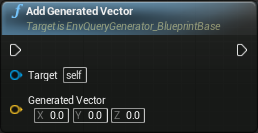 f Add Generated Vector
Target is EnvQueryGenerator_BlueprintBase
Target self
Generated Vector
X 0.0 Y 0.0 Z 0.0